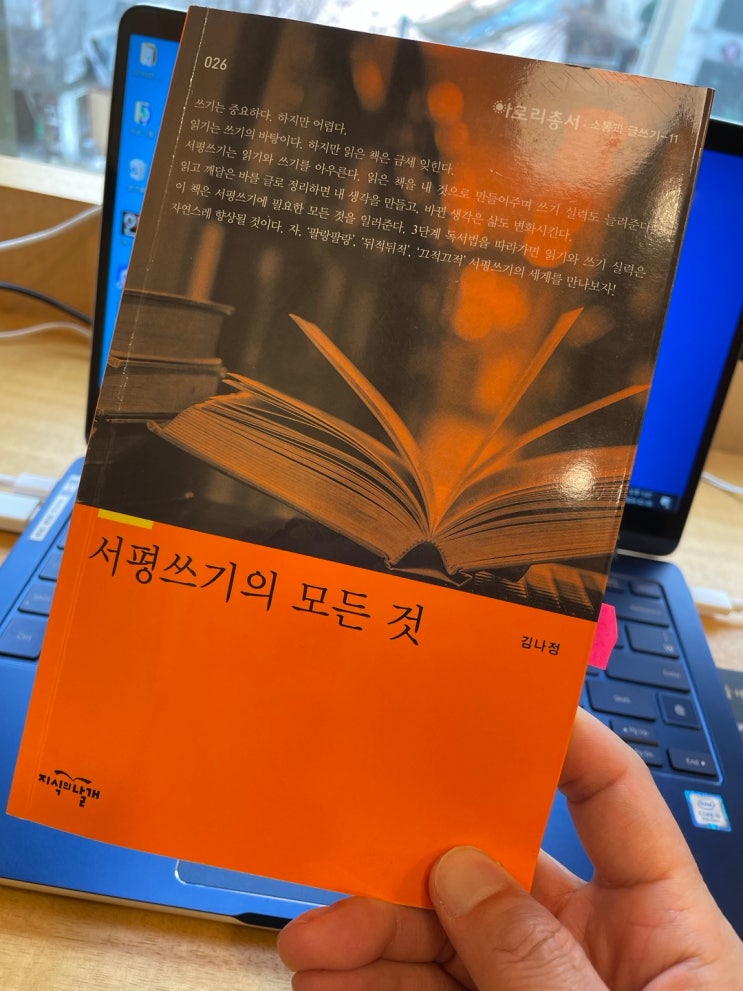 026
아로리총서 : 소통과 글쓰기-11
쓰기는 중요하다. 하지만 어렵다.
읽기는 쓰기의 바탕이다. 하지만 읽은 책은 금세 잊힌다.
서평쓰기는 읽기와 쓰기를 아우른다. 읽은 책을 내 것으로 만들어주며 쓰기 실력도 늘려준다.
읽고 깨달은 바를 글로 정리하면 내 생각을 만들고, 바뀐 생각은 삶도 변화시킨다.
이 책은 서평쓰기에 필요한 모든 것을 일러준다. 3단계 독서법을 따라가면 읽기와 쓰기 실력은
자연스레 향상될 것이다. 자, '팔랑팔랑', '뒤적뒤적', '끄적끄적' 서평쓰기의 세계를 만나보자!
서평쓰기의 모든 것
김나정
지식의날개
Ctrl
Enter
End
intel
CORE i5